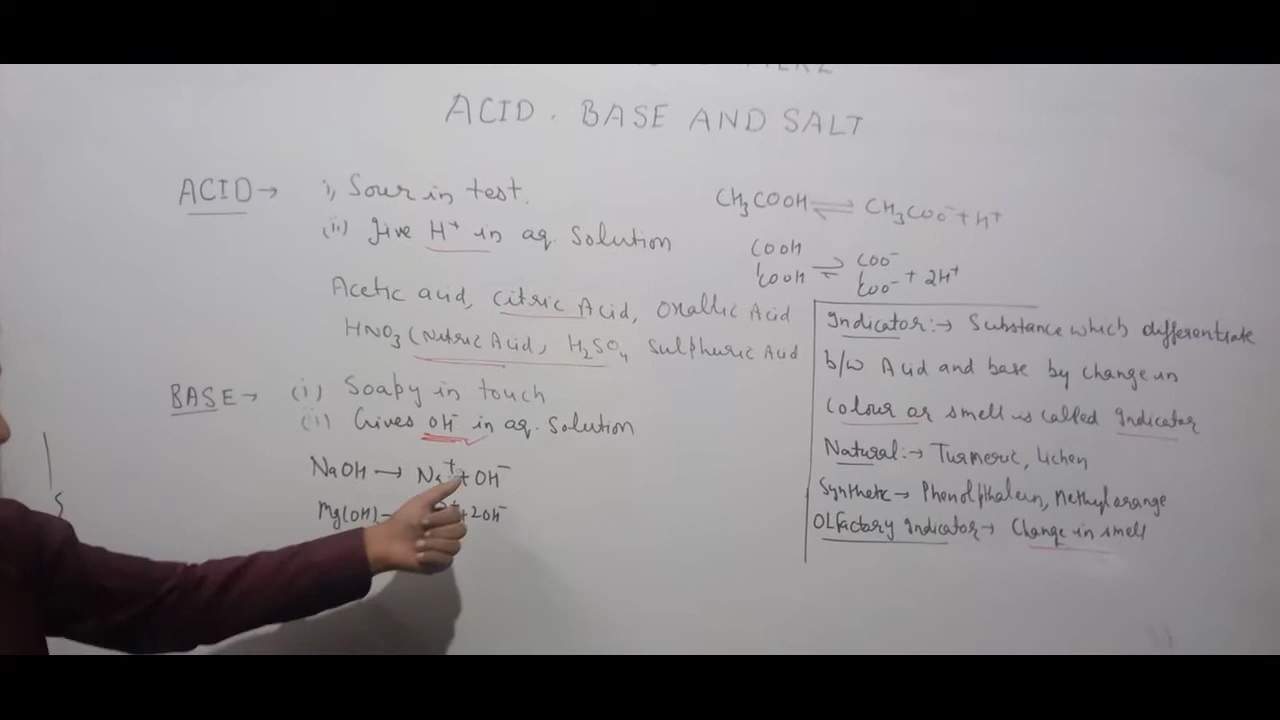 ACID. BASE AND SALT
ACID → i, Sour in test.
(ii) give H⁺ in aq. Solution
Acetic acid, Citric Acid, Oxallic Acid
HNO₃ (Nitric Acid, H₂SO₄ Sulphuric Acid
BASE → (i) Soapy in touch
(ii) Gives OH⁻ in aq. Solution
NaOH → Na⁺ + OH⁻
Mg(OH) + 2OH⁻
CH₃COOH ⇌ CH₃COO⁻ + H⁺
COOH ⇌ COO⁻
COOH COO⁻ + 2H⁺
Indicator :→ Substance which differentiate
b/w Acid and base by change in
Colour or smell is called Indicator
Natural :→ Turmeric, Lichen
Synthetic → Phenolpthalein, Methyl orange
OLfactory Indicator → Change in smell